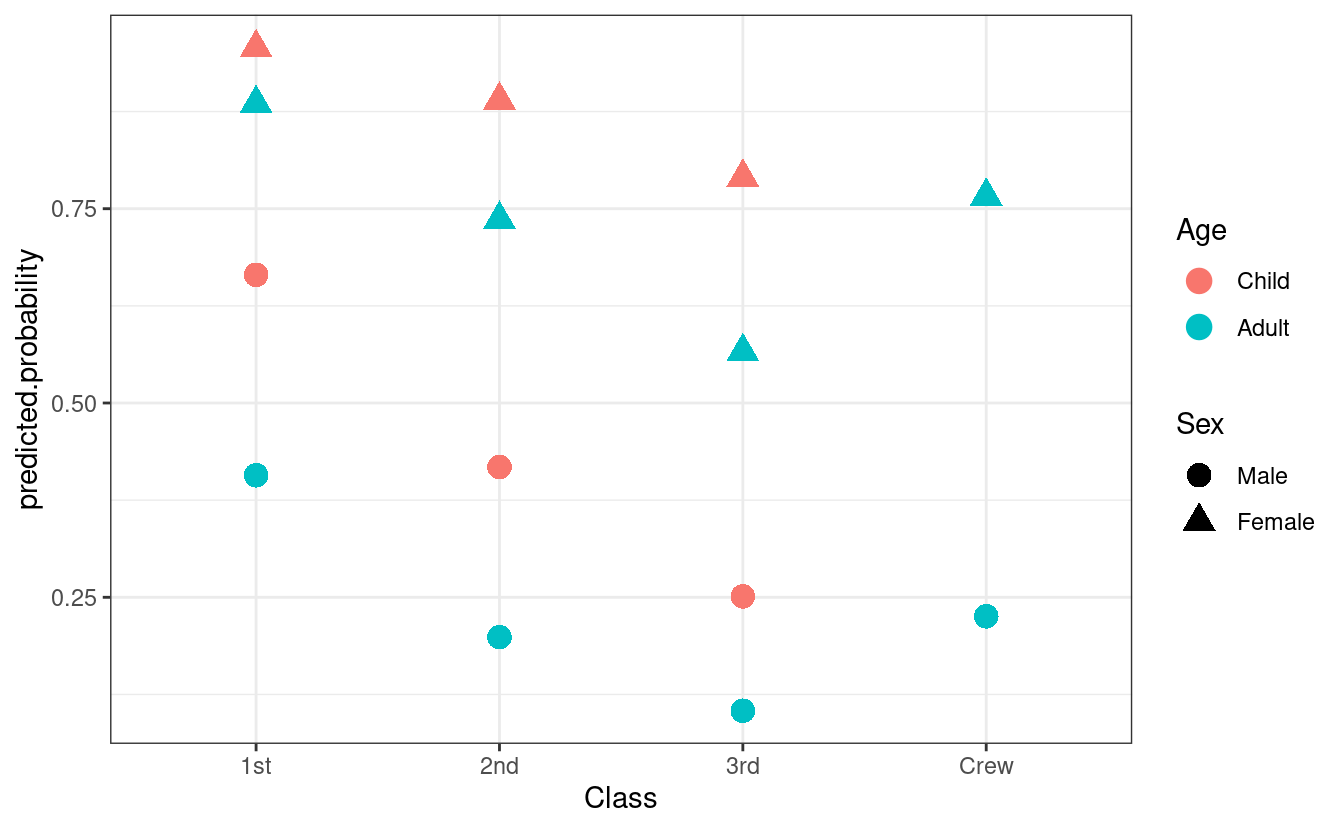 predicted.probability
0.75
0.50
0.25
1st
2nd
3rd
Crew
Class
Age
Child
Adult
Sex
Male
Female